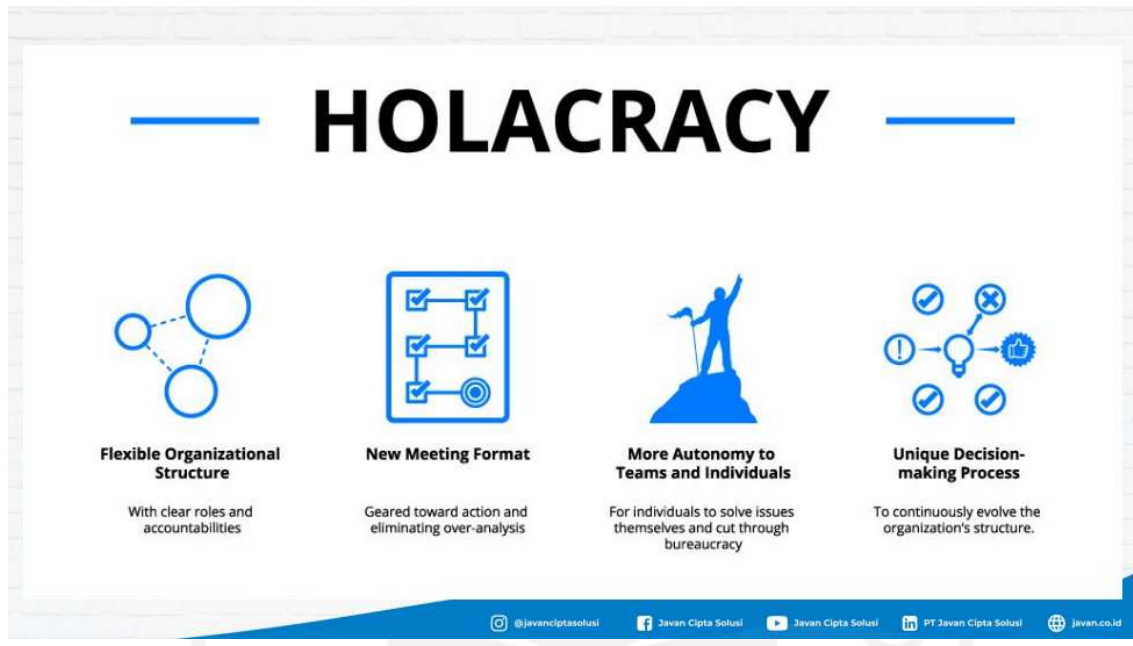 HOLACRACY
Flexible Organizational
Structure
With clear roles and
accountabilities
New Meeting Format
Geared toward action and
eliminating over-analysis
More Autonomy to
Teams and Individuals
For individuals to solve issues
themselves and cut through
bureaucracy
Unique Decision-
making Process
To continuously evolve the
organization's structure.
@javanciptasolusi
Javan Cipta Solusi
Javan Cipta Solusi
PT Javan Cipta Solusi
javan.co.id